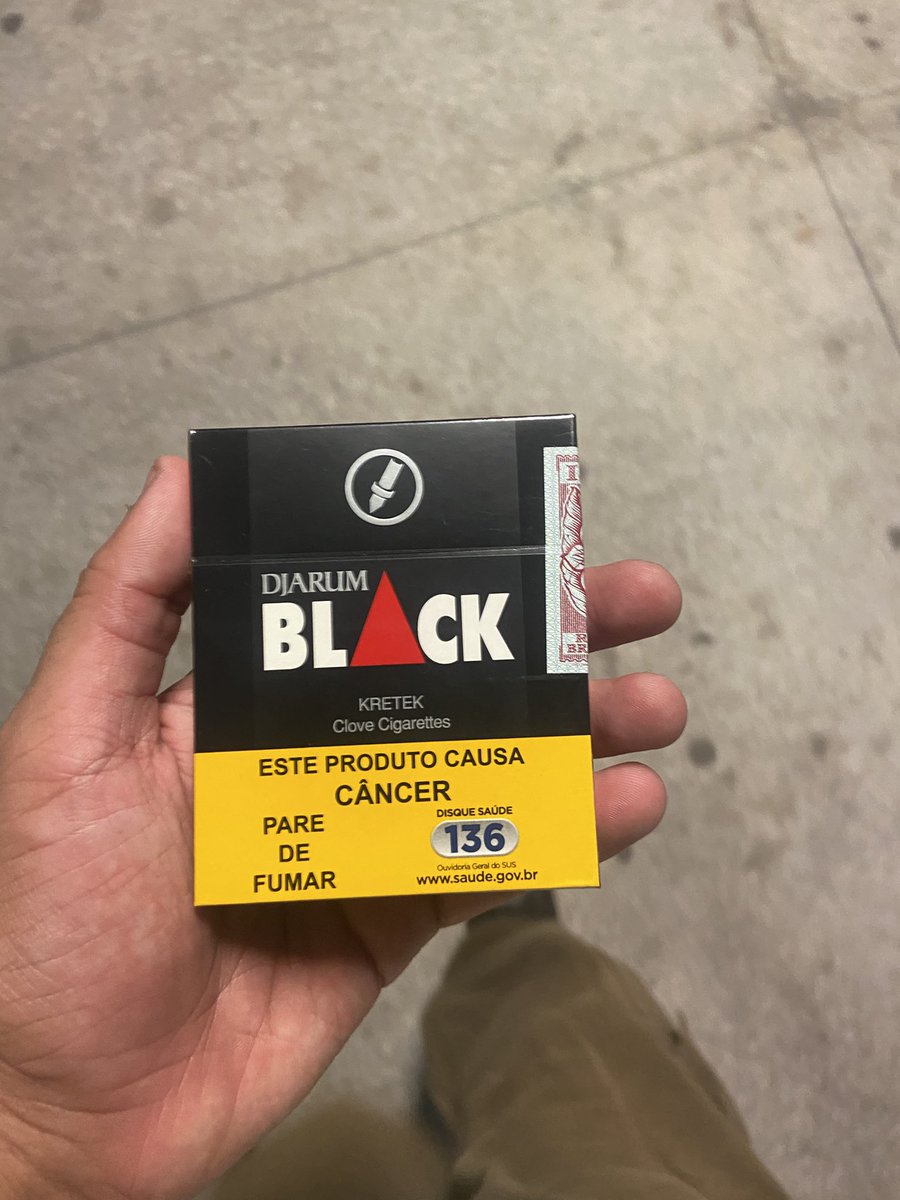 DJARUM
BLACK
KRETEK
Clove Cigarettes
ESTE PRODUTO CAUSA
CÂNCER
PARE
DE
FUMAR
DISQUE SAÚDE
136
Ouvidoria Geral do SUS
www.saude.gov.br